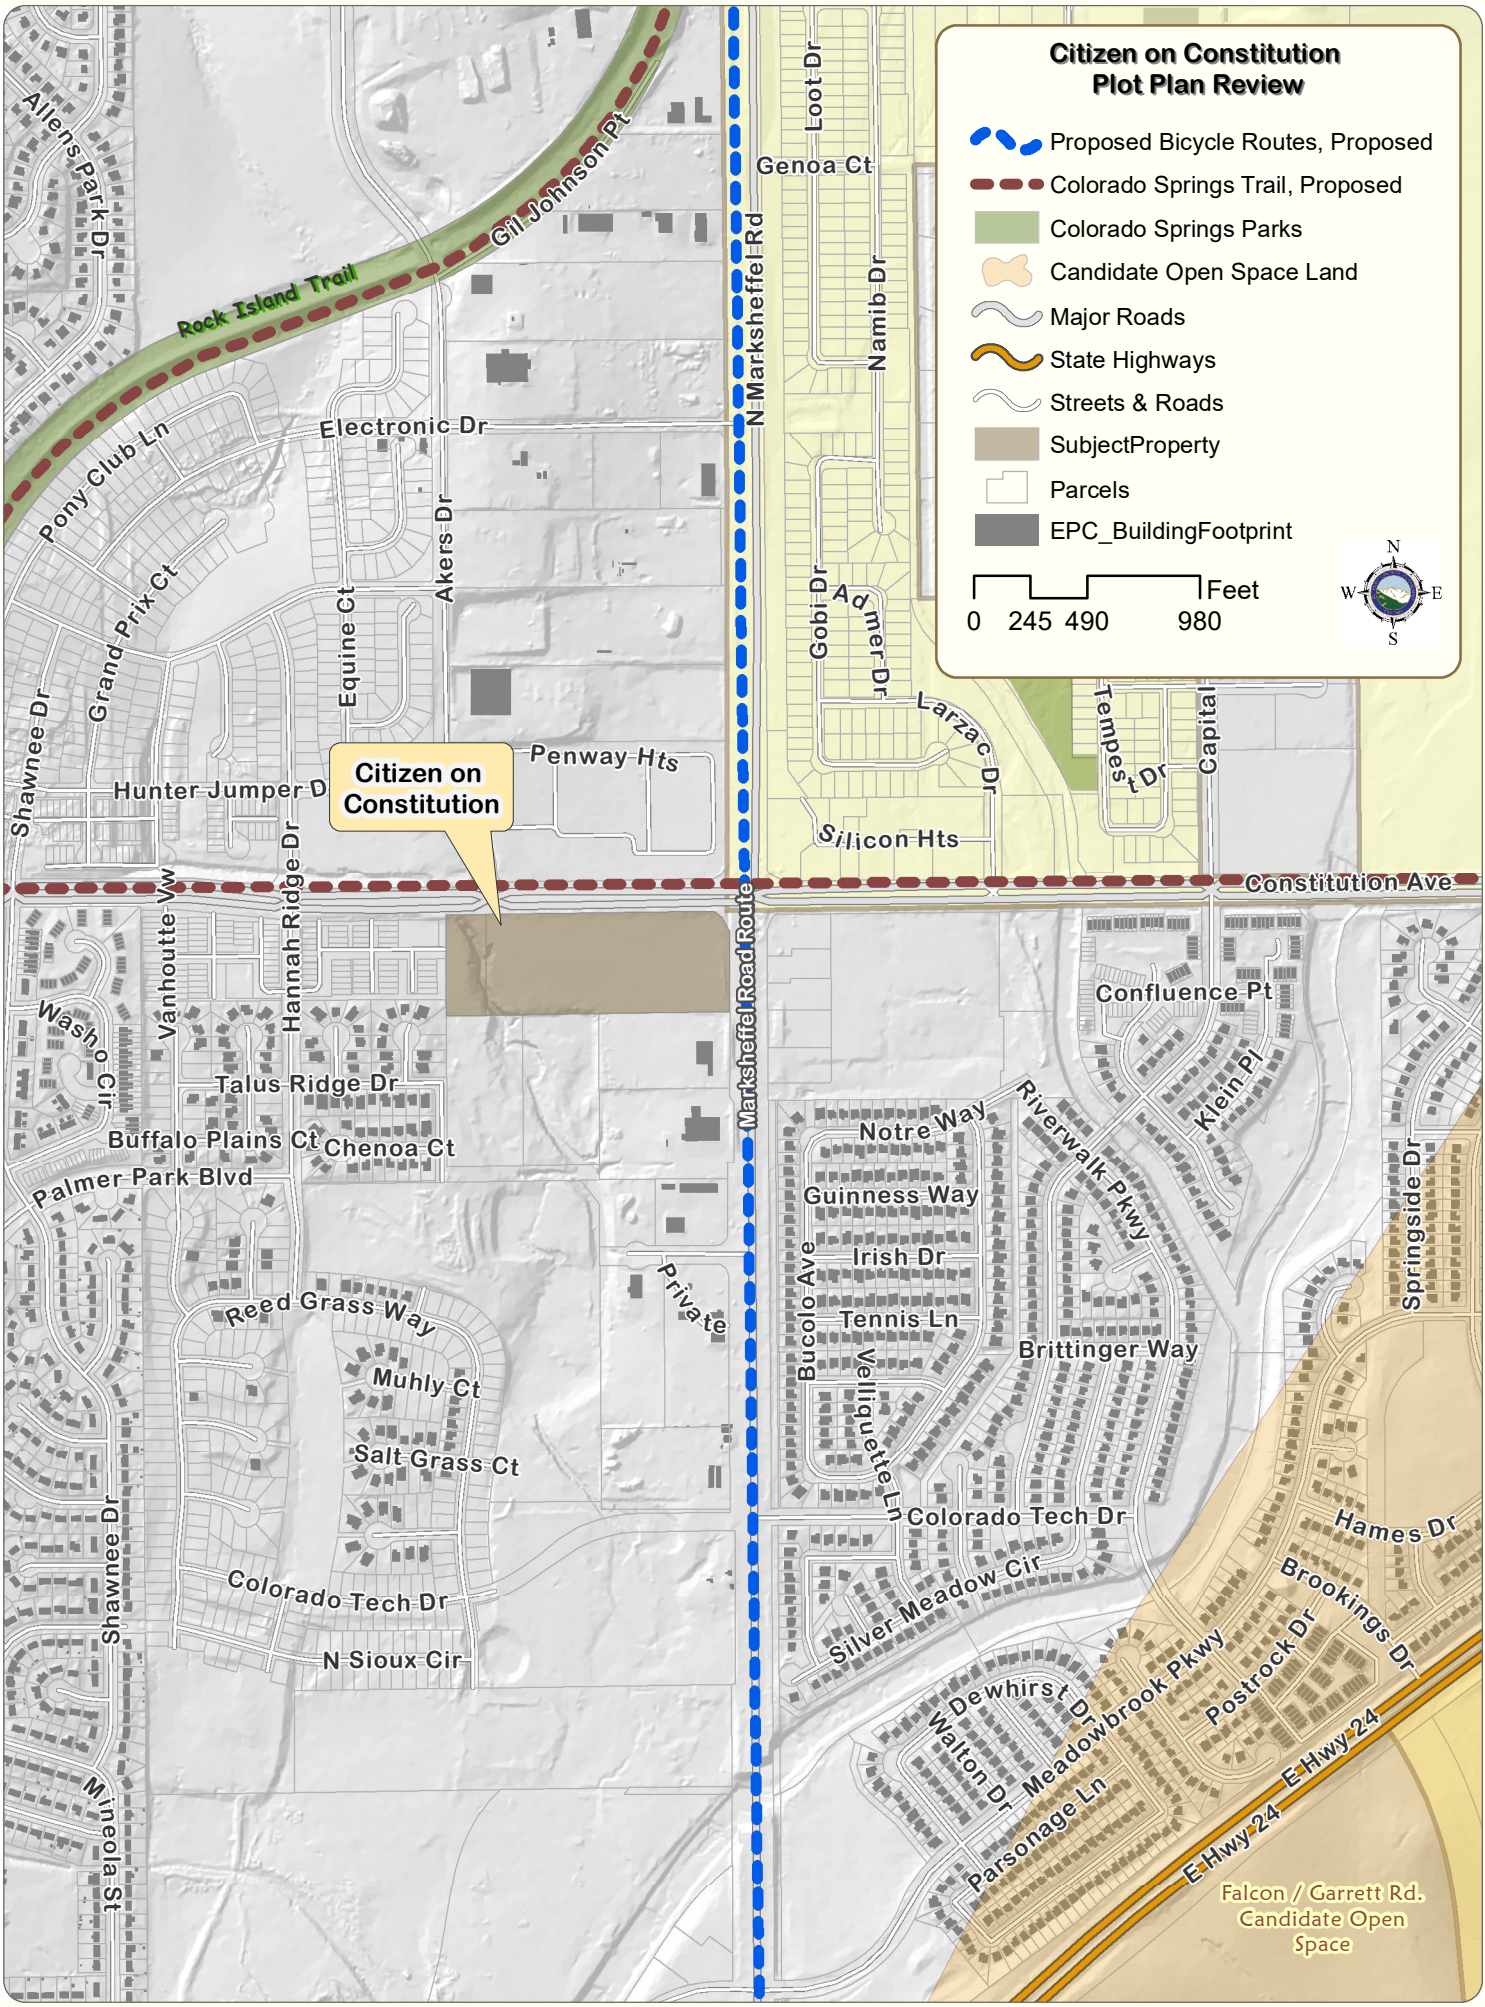 Citizen on Constitution
Plot Plan Review
Proposed Bicycle Routes, Proposed
Colorado Springs Trail, Proposed
Colorado Springs Parks
Candidate Open Space Land
Major Roads
State Highways
Streets & Roads
SubjectProperty
Parcels
EPC_BuildingFootprint
Feet
0 245 490 980
N
W E
S
Allens Park Dr
Rock Island Trail
Gil Johnson Pt
Loot Dr
Genoa Ct
Namib Dr
N Marksheffel Rd
Electronic Dr
Pony Club Ln
Akers Dr
Grand Prix Ct
Equine Ct
Gobi Dr
Admer Dr
Larzac Dr
Tempest Dr
Capital
Shawnee Dr
Penway Hts
Hunter Jumper D
Citizen on
Constitution
Silicon Hts
Constitution Ave
Vanhoutte Vw
Hannah Ridge Dr
Marksheffel Road Route
Washo Cir
Confluence Pt
Klein Pl
Talus Ridge Dr
Buffalo Plains Ct
Chenoa Ct
Palmer Park Blvd
Notre Way
Riverwalk Pkwy
Guinness Way
Springside Dr
Irish Dr
Bucolo Ave
Private
Reed Grass Way
Tennis Ln
Brittinger Way
Muhly Ct
Velliquette Ln
Salt Grass Ct
Colorado Tech Dr
Hames Dr
Shawnee Dr
Brookings Dr
Silver Meadow Cir
Colorado Tech Dr
Postrock Dr
N Sioux Cir
Dewhirst Dr
Meadowbrook Pkwy
Walton Dr
E Hwy 24
Mineola St
Parsonage Ln
E Hwy 24
Falcon / Garrett Rd.
Candidate Open
Space